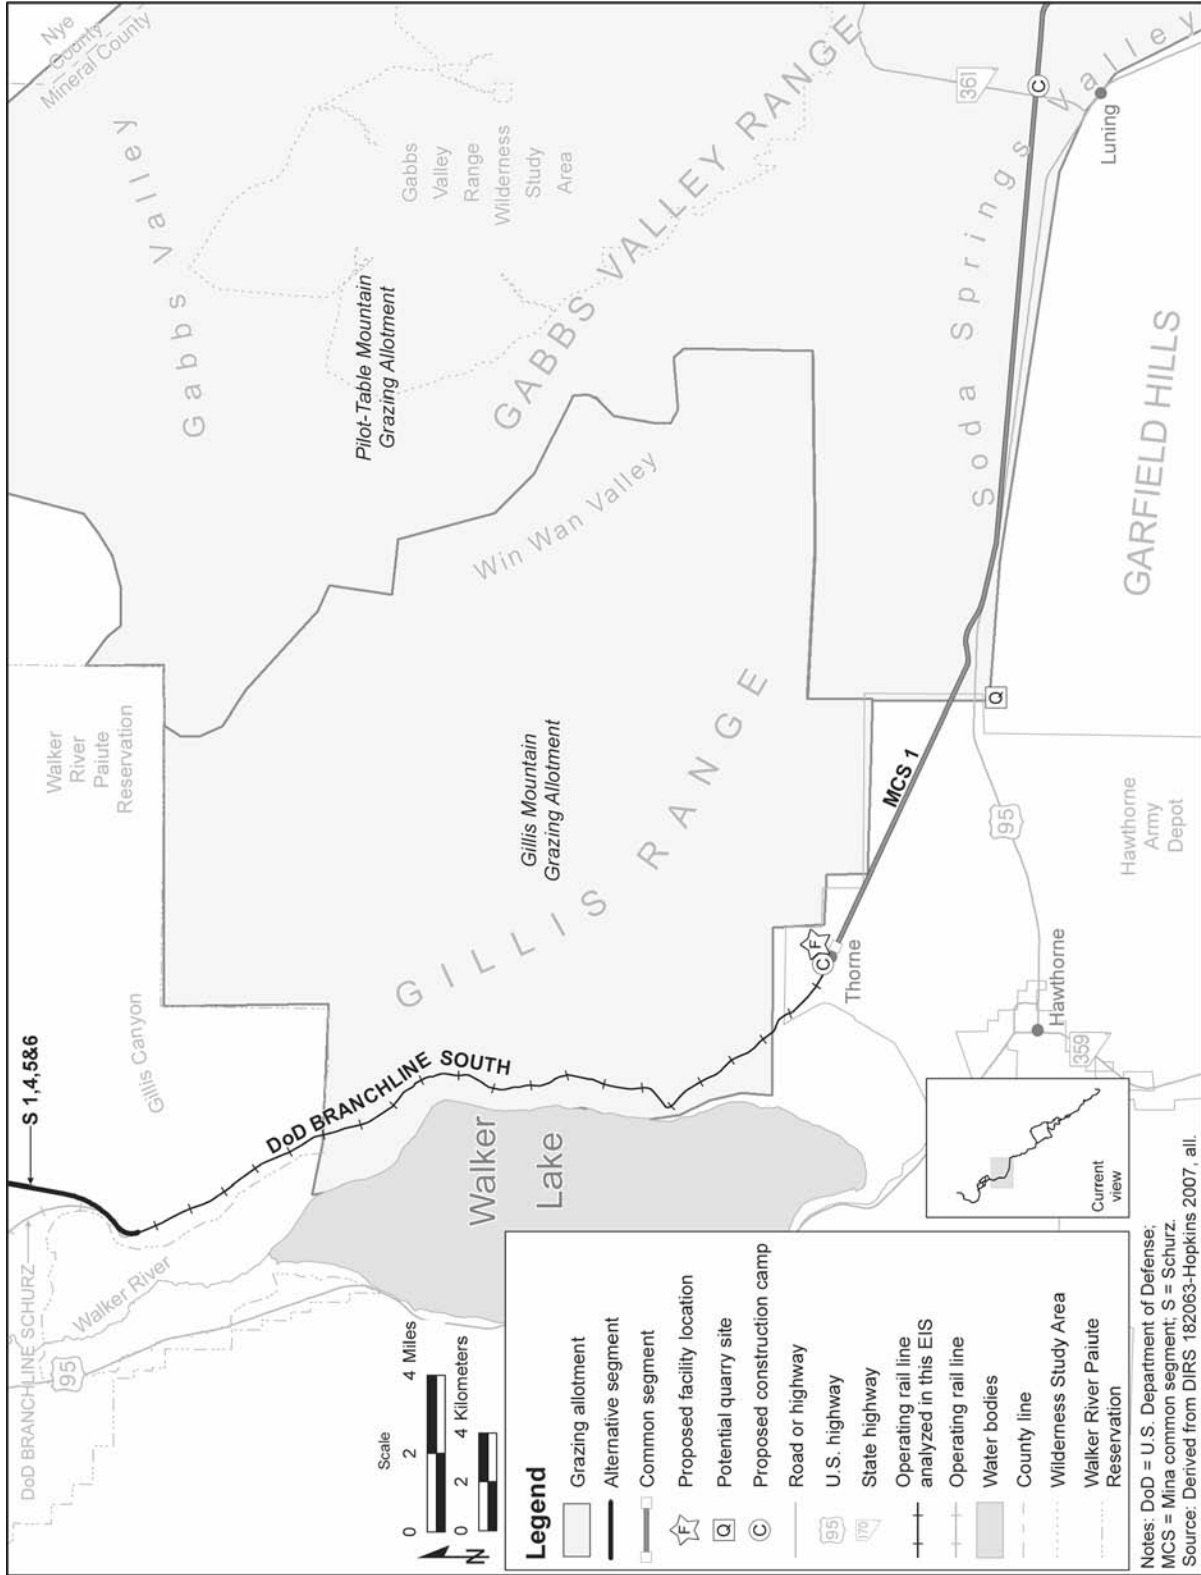 Nye
County
Mineral County
Gabbs Valley
Gabbs
Valley
Range
Wilderness
Study
Area
Pilot-Table Mountain
Grazing Allotment
GABBS VALLEY RANGE
361
C
Luning
Soda Springs Valley
GARFIELD HILLS
Win Wan Valley
Walker
River
Paiute
Reservation
Gillis Mountain
Grazing Allotment
GILLIS RANGE
Q
MCS 1
95
Hawthorne
Army
Depot
F
C
Thorne
Hawthorne
359
Gillis Canyon
S 1,4,5&6
DoD BRANCHLINE SOUTH
DoD BRANCHLINE SCHURZ
Walker River
95
Walker
Lake
Scale
0 2 4 Miles
0 2 4 Kilometers
N
Legend
Grazing allotment
Alternative segment
Common segment
F Proposed facility location
Q Potential quarry site
C Proposed construction camp
Road or highway
95 U.S. highway
170 State highway
Operating rail line
analyzed in this EIS
Operating rail line
Water bodies
County line
Wilderness Study Area
Walker River Paiute
Reservation
Current
view
Notes: DoD = U.S. Department of Defense;
MCS = Mina common segment; S = Schurz.
Source: Derived from DIRS 182063-Hopkins 2007, all.